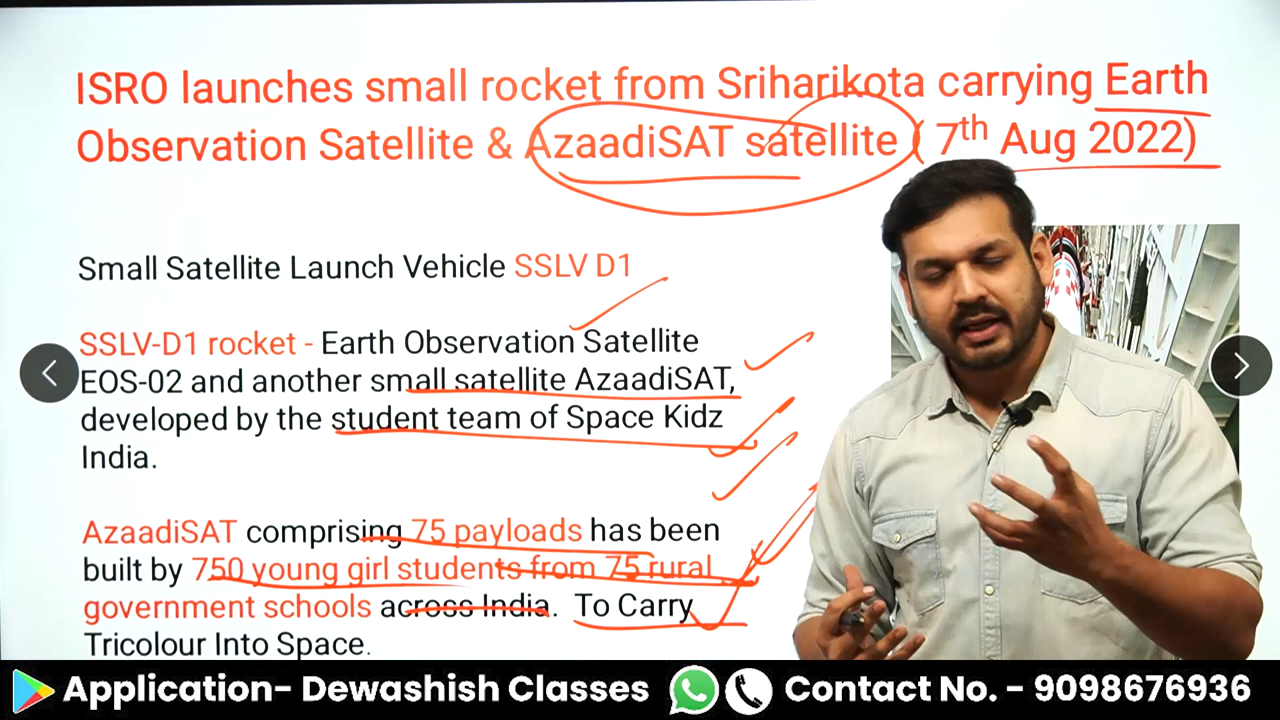 ISRO launches small rocket from Sriharikota carrying Earth
Observation Satellite & AzaadiSAT satellite ( 7th Aug 2022)
Small Satellite Launch Vehicle SSLV D1
SSLV-D1 rocket - Earth Observation Satellite
EOS-02 and another small satellite AzaadiSAT,
developed by the student team of Space Kidz
India.
AzaadiSAT comprising 75 payloads has been
built by 750 young girl students from 75 rural
government schools across India. To Carry
Tricolour Into Space.
Application- Dewashish Classes
Contact No. - 9098676936